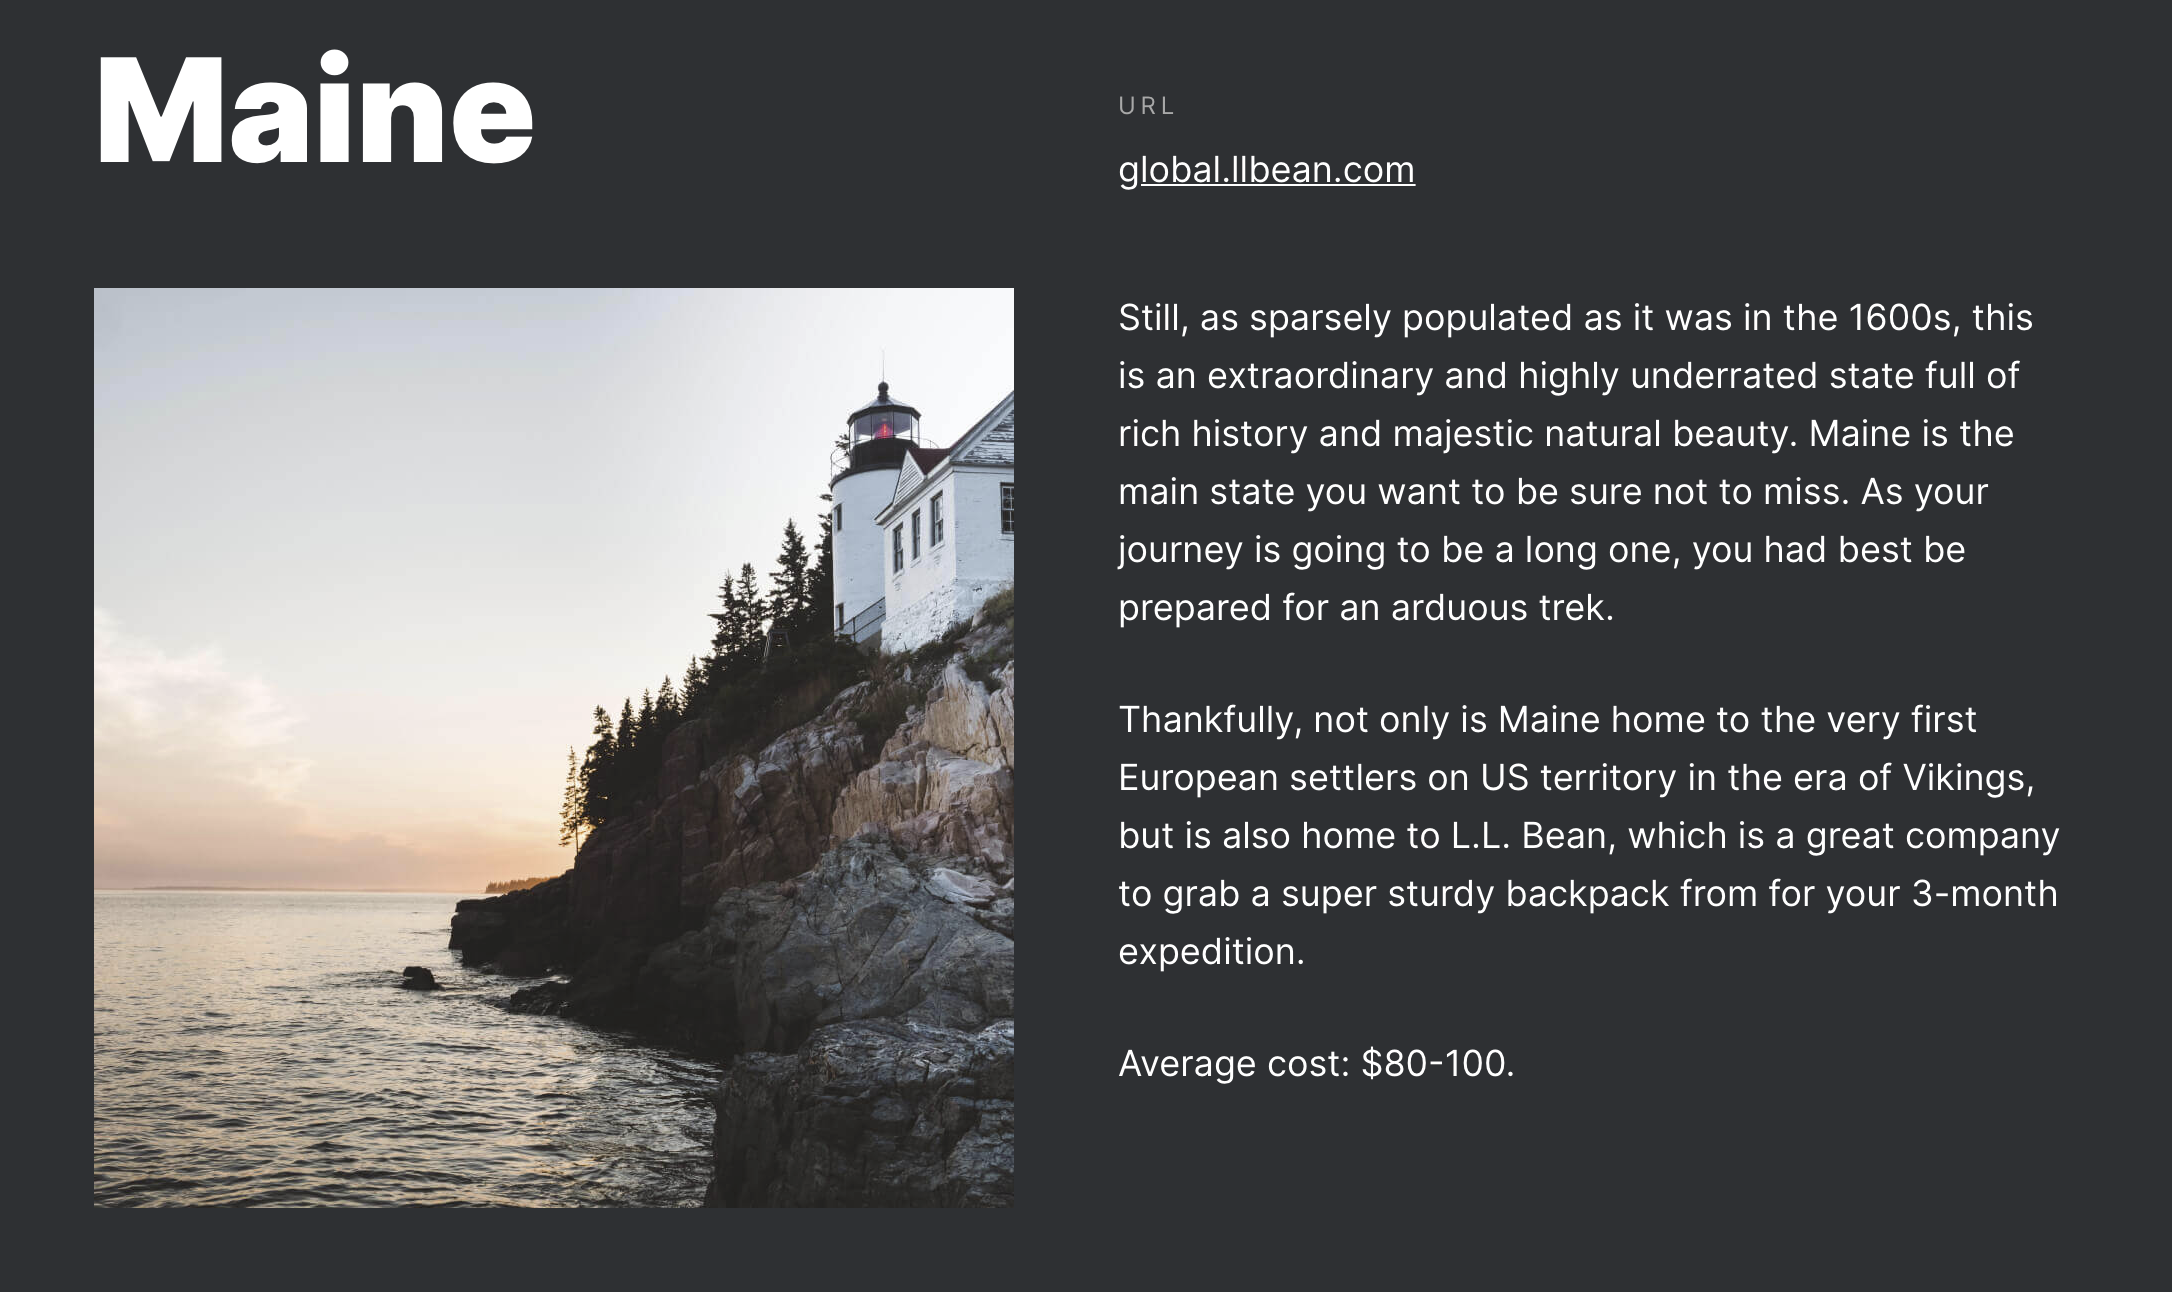 Maine
URL
global.llbean.com
Still, as sparsely populated as it was in the 1600s, this
is an extraordinary and highly underrated state full of
rich history and majestic natural beauty. Maine is the
main state you want to be sure not to miss. As your
journey is going to be a long one, you had best be
prepared for an arduous trek.
Thankfully, not only is Maine home to the very first
European settlers on US territory in the era of Vikings,
but is also home to L.L. Bean, which is a great company
to grab a super sturdy backpack from for your 3-month
expedition.
Average cost: $80-100.